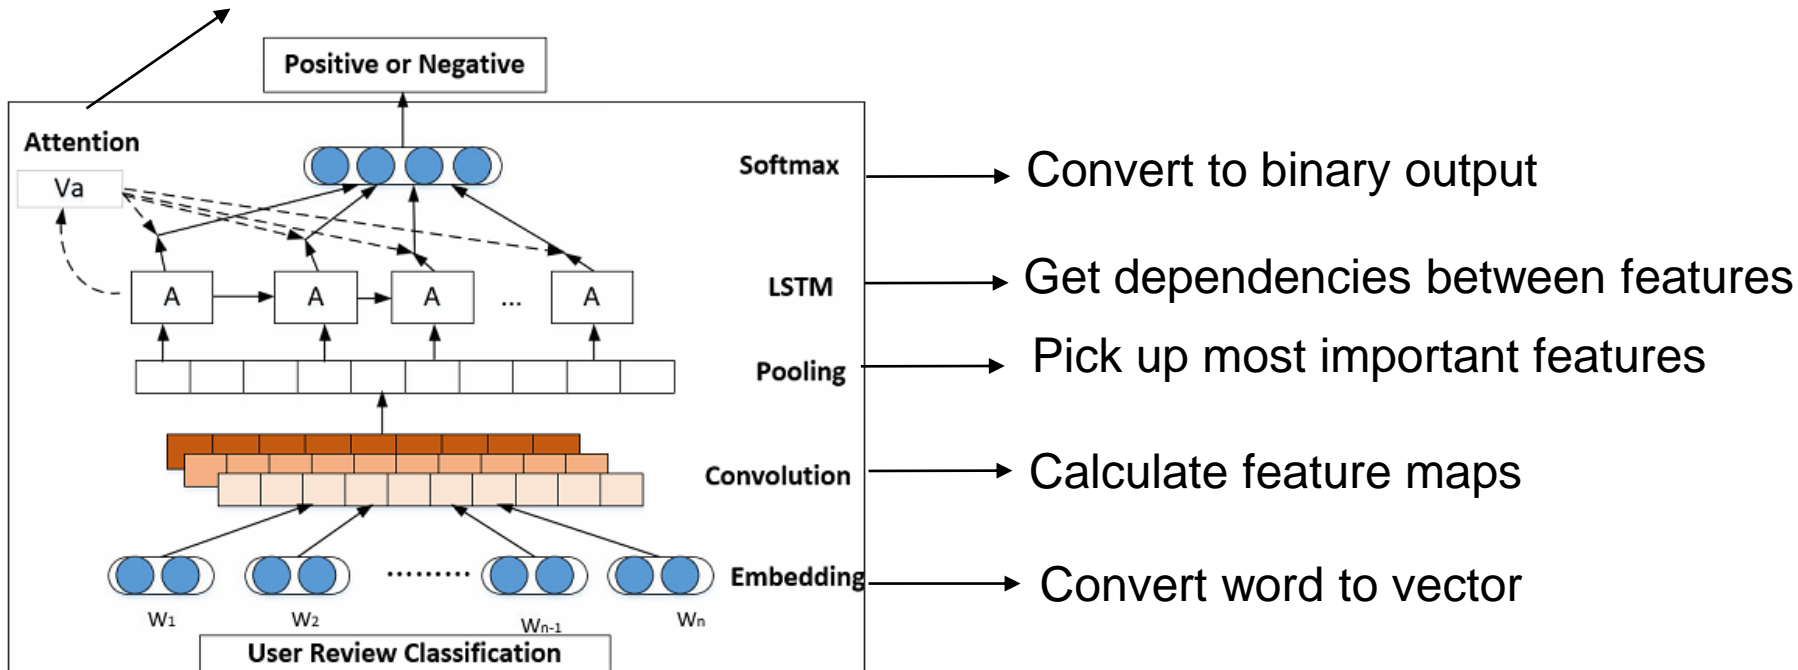 Positive or Negative
Attention
Va
Softmax
Convert to binary output
A
A
A
...
A
LSTM
Get dependencies between features
Pooling
Pick up most important features
Convolution
Calculate feature maps
.........
Embedding
Convert word to vector
W1
W2
Wn-1
Wn
User Review Classification